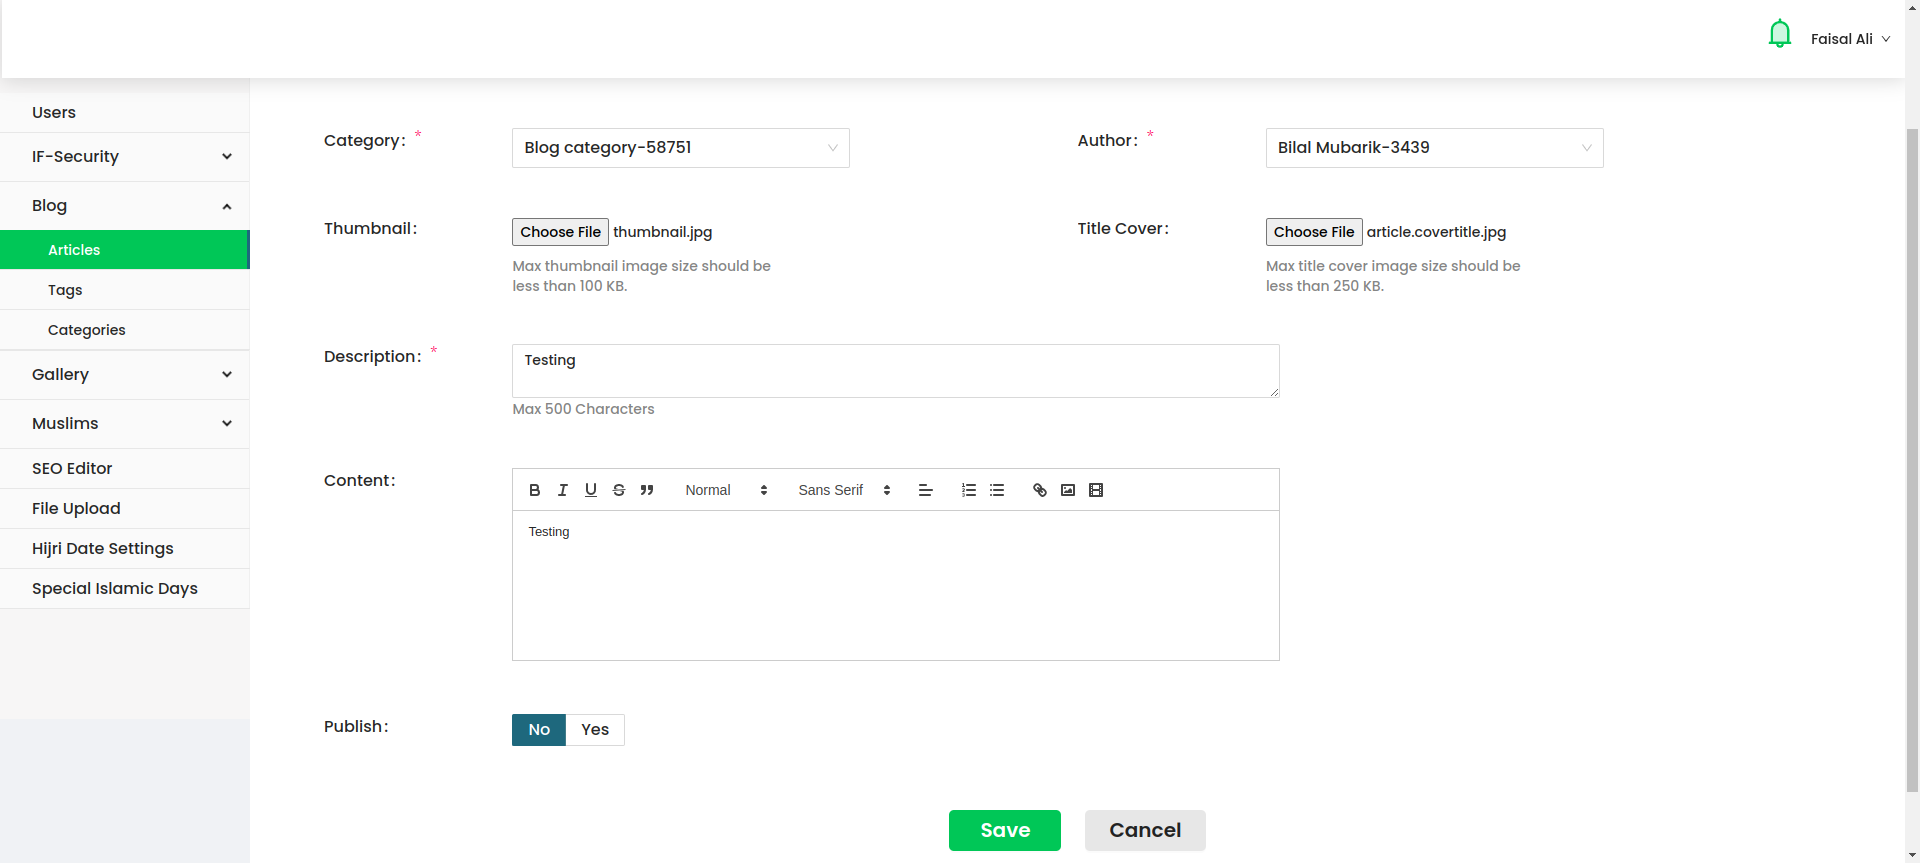 Faisal Ali
Users
IF-Security
Blog
Articles
Tags
Categories
Gallery
Muslims
SEO Editor
File Upload
Hijri Date Settings
Special Islamic Days
Category: *
Blog category-58751
Author: *
Bilal Mubarik-3439
Thumbnail:
Choose File thumbnail.jpg
Max thumbnail image size should be
less than 100 KB.
Title Cover:
Choose File article.covertitle.jpg
Max title cover image size should be
less than 250 KB.
Description: *
Testing
Max 500 Characters
Content:
B I U S Normal Sans Serif
Testing
Publish:
No Yes
Save Cancel